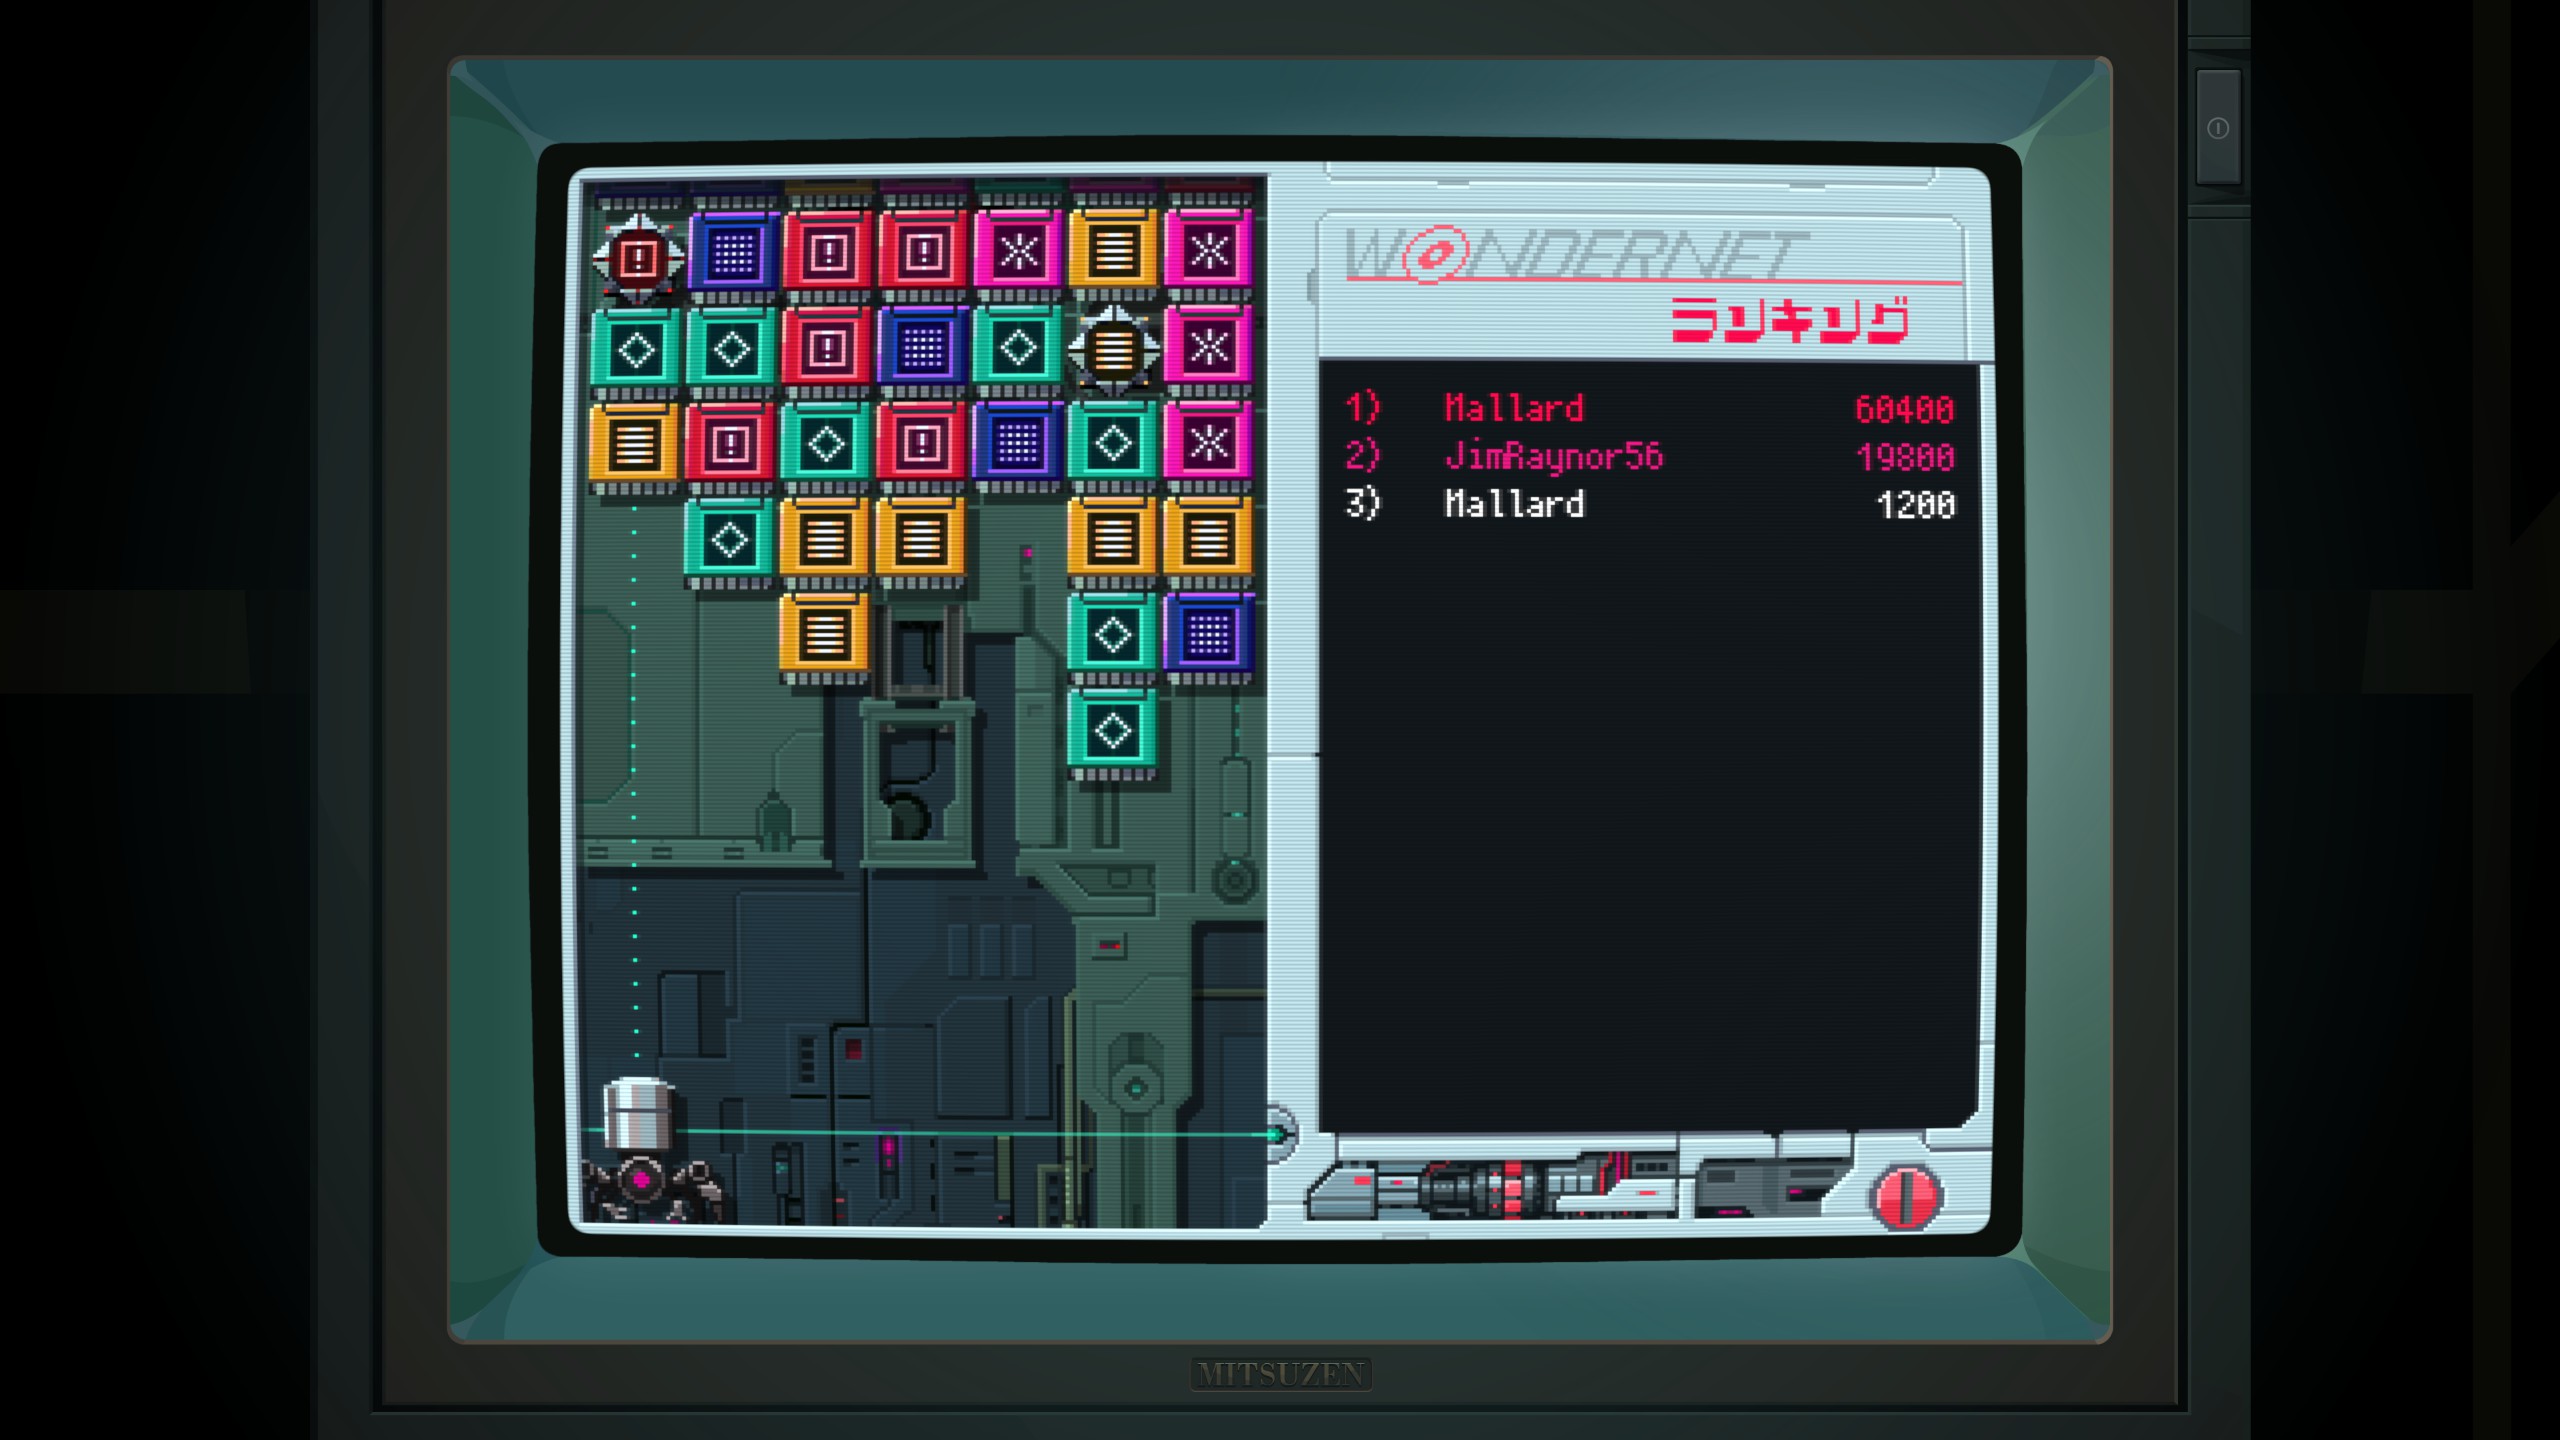 WONDERNET
ランキング
1) Mallard 60400
2) JimRaynor56 19800
3) Mallard 1200
MITSUZEN